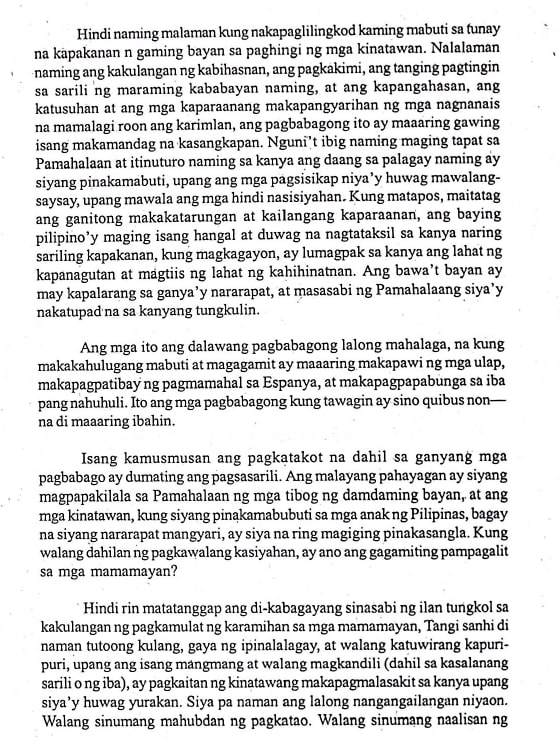 Hindi naming malaman kung nakapaglilingkod kaming mabuti sa tunay
na kapakanan n gaming bayan sa paghingi ng mga kinatawan. Nalalaman
naming ang kakulangan ng kabihasnan, ang pagkakimi, ang tanging pagtingin
sa sarili ng maraming kababayan naming, at ang kapangahasan, ang
katusuhan at ang mga kaparaanang makapangyarihan ng mga nagnanais
na mamalagi roon ang karimlan, ang pagbabagong ito ay maaaring gawing
isang makamandag na kasangkapan. Nguni't ibig naming maging tapat sa
Pamahalaan at itinuturo naming sa kanya ang daang sa palagay naming ay
siyang pinakamabuti, upang ang mga pagsisikap niya'y huwag mawalang-
saysay, upang mawala ang mga hindi nasisiyahan. Kung matapos, maitatag
ang ganitong makakatarungan at kailangang kaparaanan, ang baying
pilipino'y maging isang hangal at duwag na nagtataksil sa kanya naring
sariling kapakanan, kung magkagayon, ay lumagpak sa kanya ang lahat ng
kapanagutan at magtiis ng lahat ng kahihinatnan. Ang bawa't bayan ay
may kapalarang sa ganya'y nararapat, at masasabi ng Pamahalaang siya'y
nakatupad na sa kanyang tungkulin.
Ang mga ito ang dalawang pagbabagong lalong mahalaga, na kung
makakahulugang mabuti at magagamit ay maaaring makapawi ng mga ulap,
makapagpatibay ng pagmamahal sa Espanya, at makapagpapabunga sa iba
pang nahuhuli. Ito ang mga pagbabagong kung tawagin ay sino quibus non—
na di maaaring ibahin.
Isang kamusmusan ang pagkatakot na dahil sa ganyang mga
pagbabago ay dumating ang pagsasarili. Ang malayang pahayagan ay siyang
magpapakilala sa Pamahalaan ng mga tibog ng damdaming bayan, at ang
mga kinatawan, kung siyang pinakamabubuti sa mga anak ng Pilipinas, bagay
na siyang nararapat mangyari, ay siya na ring magiging pinakasangla. Kung
walang dahilan ng pagkawalang kasiyahan, ay ano ang gagamiting pampagalit
sa mga mamamayan?
Hindi rin matatanggap ang di-kabagayang sinasabi ng ilan tungkol sa
kakulangan ng pagkamulat ng karamihan sa mga mamamayan, Tangi sanhi di
naman tutoong kulang, gaya ng ipinalalagay, at walang katuwirang kapuri-
puri, upang ang isang mangmang at walang magkandili (dahil sa kasalanang
sarili o ng iba), ay pagkaitan ng kinatawang makapagmalasakit sa kanya upang
siya'y huwag yurakan. Siya pa naman ang lalong nangangailangan niyaon.
Walang sinumang mahubdan ng pagkatao. Walang sinumang naalisan ng